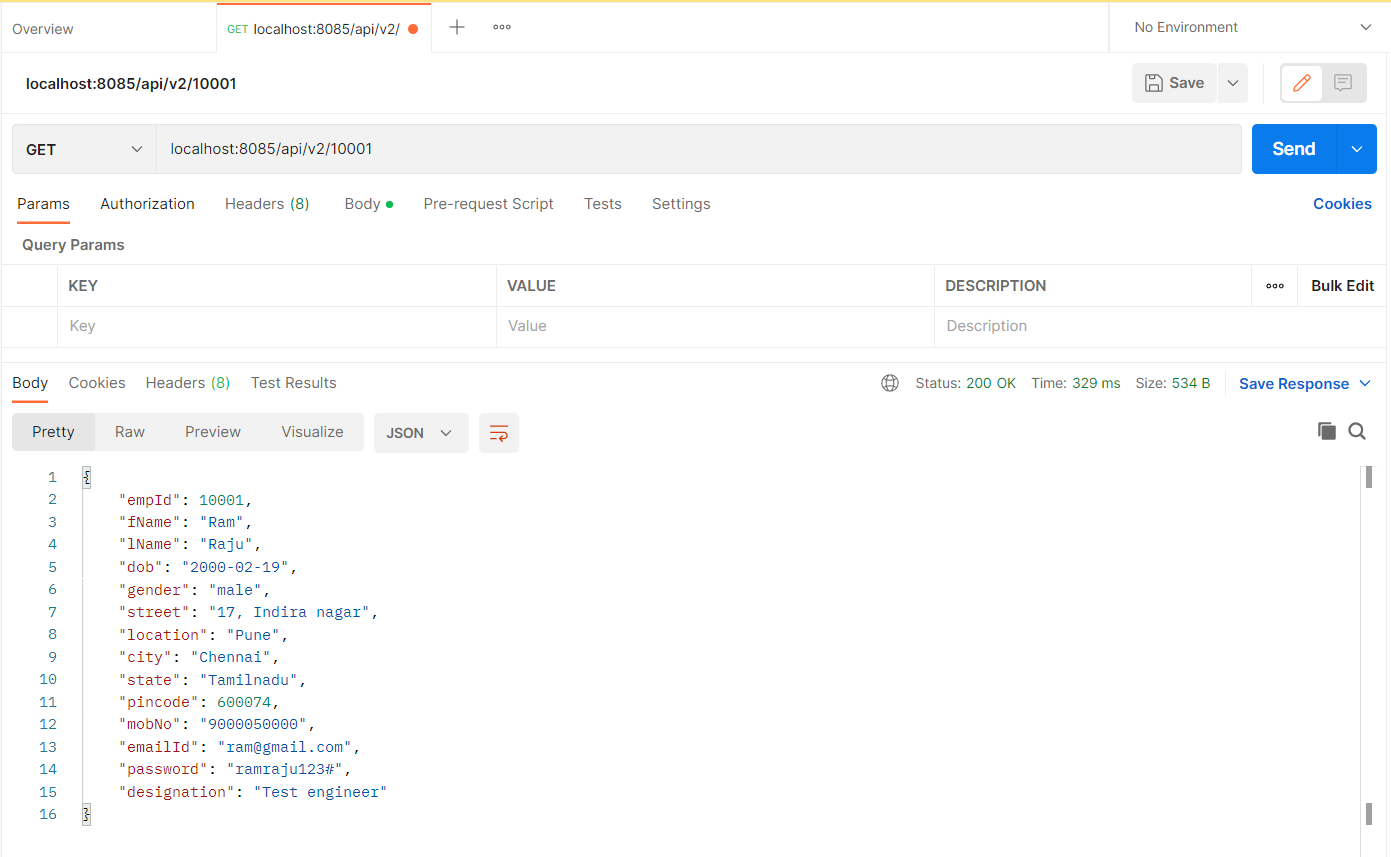 Overview
GET localhost:8085/api/v2/
No Environment
localhost:8085/api/v2/10001
Save
GET
localhost:8085/api/v2/10001
Send
Params Authorization Headers (8) Body Pre-request Script Tests Settings Cookies
Query Params
KEY VALUE DESCRIPTION Bulk Edit
Key Value Description
Body Cookies Headers (8) Test Results Status: 200 OK Time: 329 ms Size: 534 B Save Response
Pretty Raw Preview Visualize JSON
1 {
2 "empId": 10001,
3 "fName": "Ram",
4 "lName": "Raju",
5 "dob": "2000-02-19",
6 "gender": "male",
7 "street": "17, Indira nagar",
8 "location": "Pune",
9 "city": "Chennai",
10 "state": "Tamilnadu",
11 "pincode": 600074,
12 "mobNo": "9000050000",
13 "emailId": "ram@gmail.com",
14 "password": "ramraju123#",
15 "designation": "Test engineer"
16 }